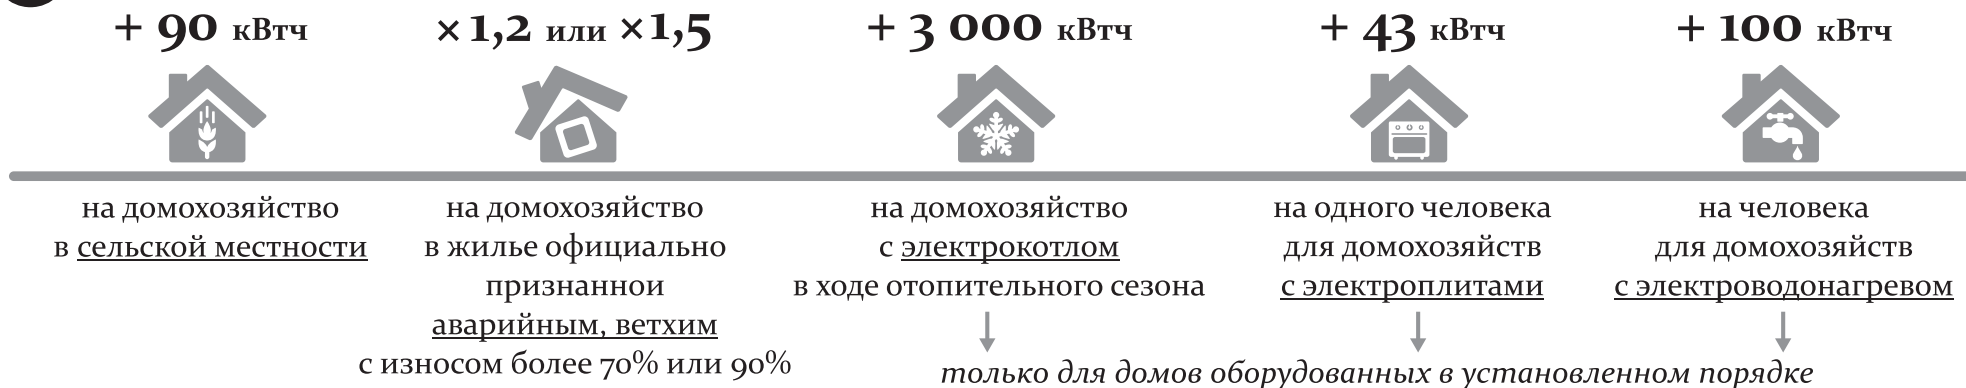 + 90 кВтч
на домохозяйство
в сельской местности
×1,2 или ×1,5
на домохозяйство
в жилье официально
признанной
аварийным, ветхим
с износом более 70% или 90%
+ 3 000 кВтч
на домохозяйство
с электрокотлом
в ходе отопительного сезона
+ 43 кВтч
на одного человека
для домохозяйств
с электроплитами
+ 100 кВтч
на человека
для домохозяйств
с электроводонагревом
только для домов оборудованных в установленном порядке